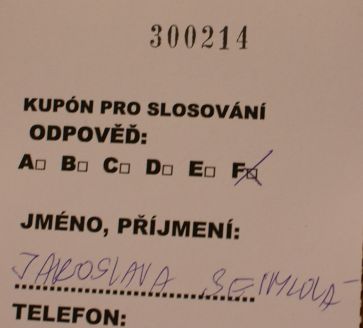 300214
KUPÓN PRO SLOSOVÁNÍ
ODPOVĚĎ:
A□ B□ C□ D□ E□ F□
JMÉNO, PŘÍJMENÍ:
JAROSLAVA
TELEFON: